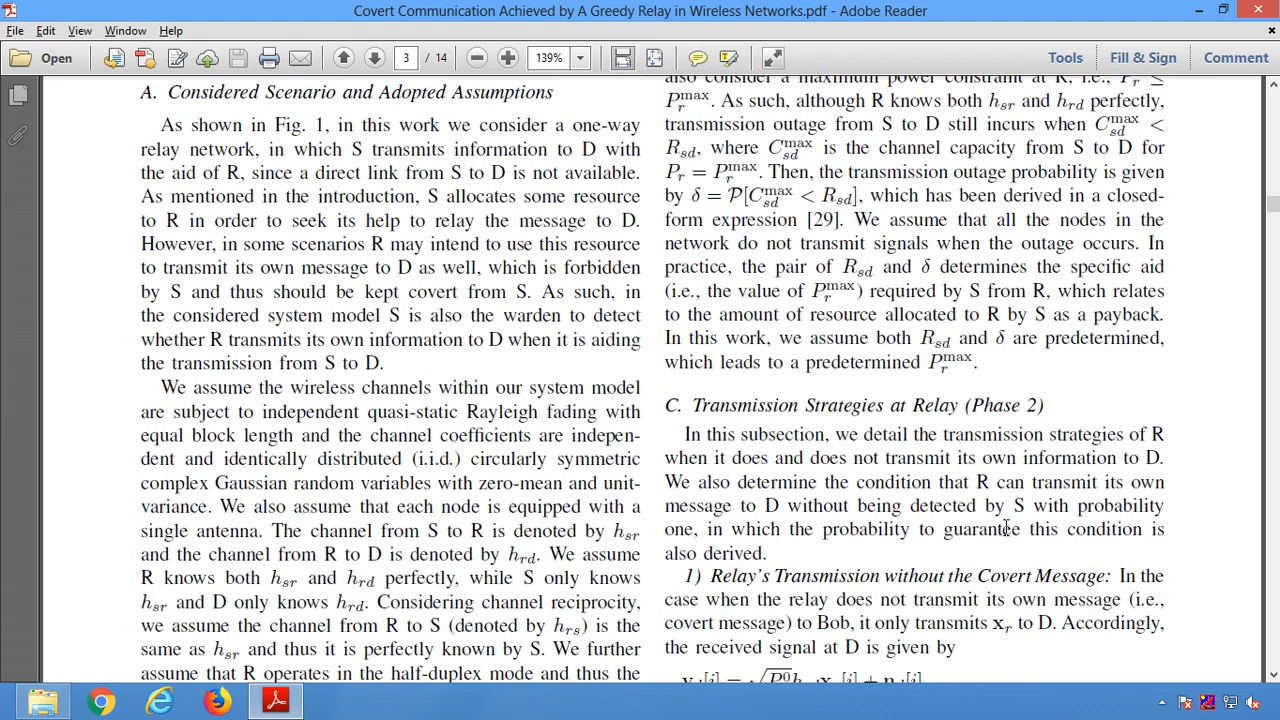 Covert Communication Achieved by A Greedy Relay in Wireless Networks.pdf - Adobe Reader
File Edit View Window Help
Open 3 / 14 139% Tools Fill & Sign Comment
A. Considered Scenario and Adopted Assumptions
As shown in Fig. 1, in this work we consider a one-way
relay network, in which S transmits information to D with
the aid of R, since a direct link from S to D is not available.
As mentioned in the introduction, S allocates some resource
to R in order to seek its help to relay the message to D.
However, in some scenarios R may intend to use this resource
to transmit its own message to D as well, which is forbidden
by S and thus should be kept covert from S. As such, in
the considered system model S is also the warden to detect
whether R transmits its own information to D when it is aiding
the transmission from S to D.
We assume the wireless channels within our system model
are subject to independent quasi-static Rayleigh fading with
equal block length and the channel coefficients are indepen-
dent and identically distributed (i.i.d.) circularly symmetric
complex Gaussian random variables with zero-mean and unit-
variance. We also assume that each node is equipped with a
single antenna. The channel from S to R is denoted by h_sr
and the channel from R to D is denoted by h_rd. We assume
R knows both h_sr and h_rd perfectly, while S only knows
h_sr and D only knows h_rd. Considering channel reciprocity,
we assume the channel from R to S (denoted by h_rs) is the
same as h_sr and thus it is perfectly known by S. We further
assume that R operates in the half-duplex mode and thus the
also consider a maximum power constraint at R, i.e., P_r ≤
P_r^max. As such, although R knows both h_sr and h_rd perfectly,
transmission outage from S to D still incurs when C_sd^max <
R_sd, where C_sd^max is the channel capacity from S to D for
P_r = P_r^max. Then, the transmission outage probability is given
by δ = P[C_sd^max < R_sd], which has been derived in a closed-
form expression [29]. We assume that all the nodes in the
network do not transmit signals when the outage occurs. In
practice, the pair of R_sd and δ determines the specific aid
(i.e., the value of P_r^max) required by S from R, which relates
to the amount of resource allocated to R by S as a payback.
In this work, we assume both R_sd and δ are predetermined,
which leads to a predetermined P_r^max.
C. Transmission Strategies at Relay (Phase 2)
In this subsection, we detail the transmission strategies of R
when it does and does not transmit its own information to D.
We also determine the condition that R can transmit its own
message to D without being detected by S with probability
one, in which the probability to guarantee this condition is
also derived.
1) Relay's Transmission without the Covert Message: In the
case when the relay does not transmit its own message (i.e.,
covert message) to Bob, it only transmits x_r to D. Accordingly,
the received signal at D is given by